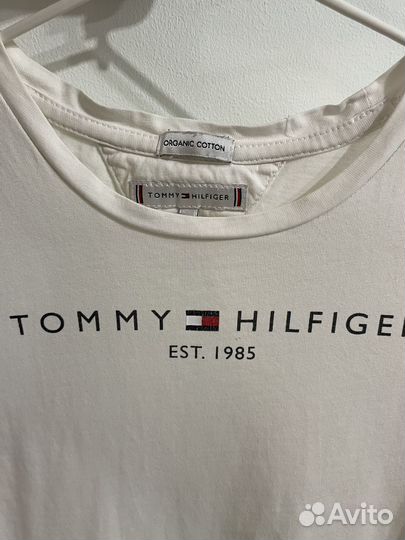 ORGANIC COTTON
TOMMY HILFIGER
TOMMY HILFIGER
EST. 1985
Avito